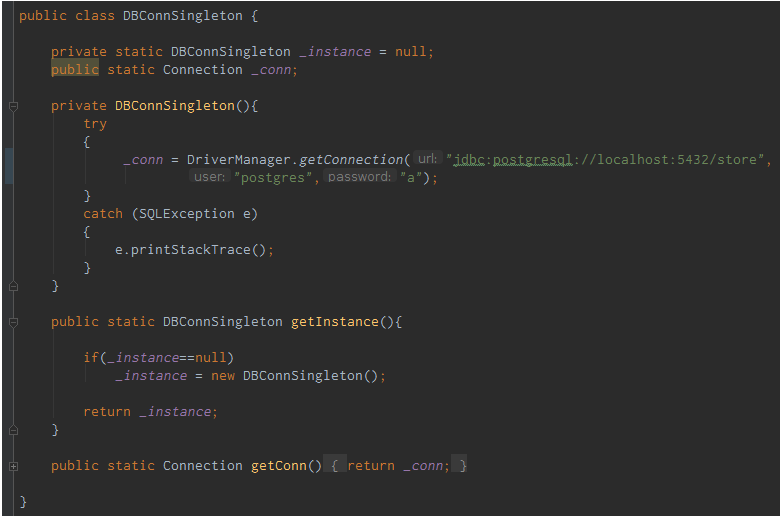 public class DBConnSingleton {
private static DBConnSingleton _instance = null;
public static Connection _conn;
private DBConnSingleton(){
try
{
_conn = DriverManager.getConnection( url: "jdbc:postgresql://localhost:5432/store",
user: "postgres", password: "a");
}
catch (SQLException e)
{
e.printStackTrace();
}
}
public static DBConnSingleton getInstance(){
if(_instance==null)
_instance = new DBConnSingleton();
return _instance;
}
public static Connection getConn() { return _conn; }
}